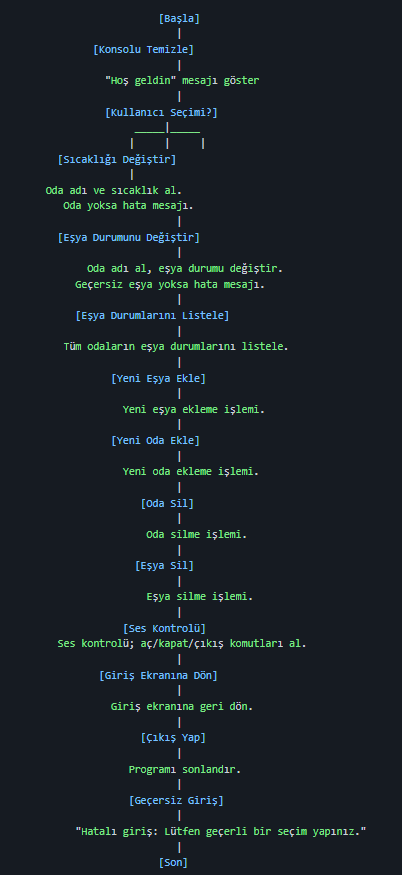 [Başla]
|
[Konsolu Temizle]
|
"Hoş geldin" mesajı göster
|
[Kullanıcı Seçimi?]
_____|_____
| | |
[Sıcaklığı Değiştir]
|
Oda adı ve sıcaklık al.
Oda yoksa hata mesajı.
|
[Eşya Durumunu Değiştir]
|
Oda adı al, eşya durumu değiştir.
Geçersiz eşya yoksa hata mesajı.
|
[Eşya Durumlarını Listele]
|
Tüm odaların eşya durumlarını listele.
|
[Yeni Eşya Ekle]
|
Yeni eşya ekleme işlemi.
|
[Yeni Oda Ekle]
|
Yeni oda ekleme işlemi.
|
[Oda Sil]
|
Oda silme işlemi.
|
[Eşya Sil]
|
Eşya silme işlemi.
|
[Ses Kontrolü]
Ses kontrolü; aç/kapat/çıkış komutları al.
|
[Giriş Ekranına Dön]
|
Giriş ekranına geri dön.
|
[Çıkış Yap]
|
Programı sonlandır.
|
[Geçersiz Giriş]
|
"Hatalı giriş: Lütfen geçerli bir seçim yapınız."
|
[Son]